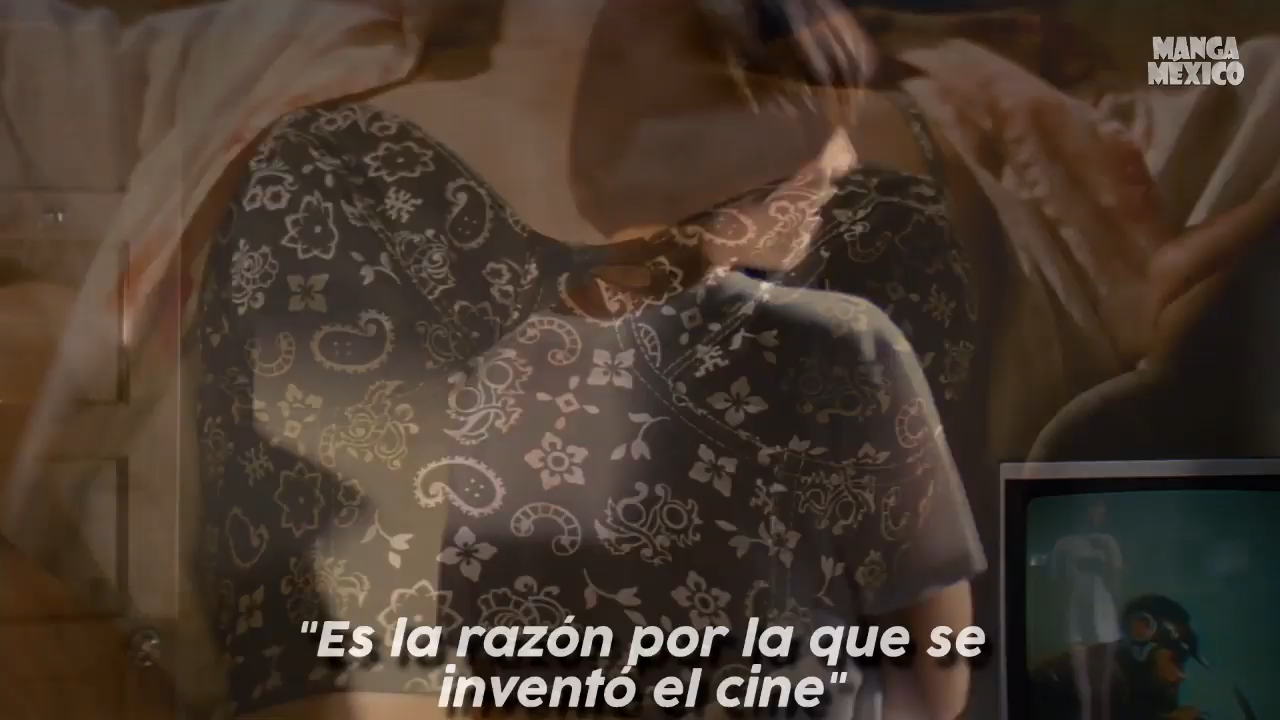 MANGA
MEXICO
"Es la razón por la que se
inventó el cine"